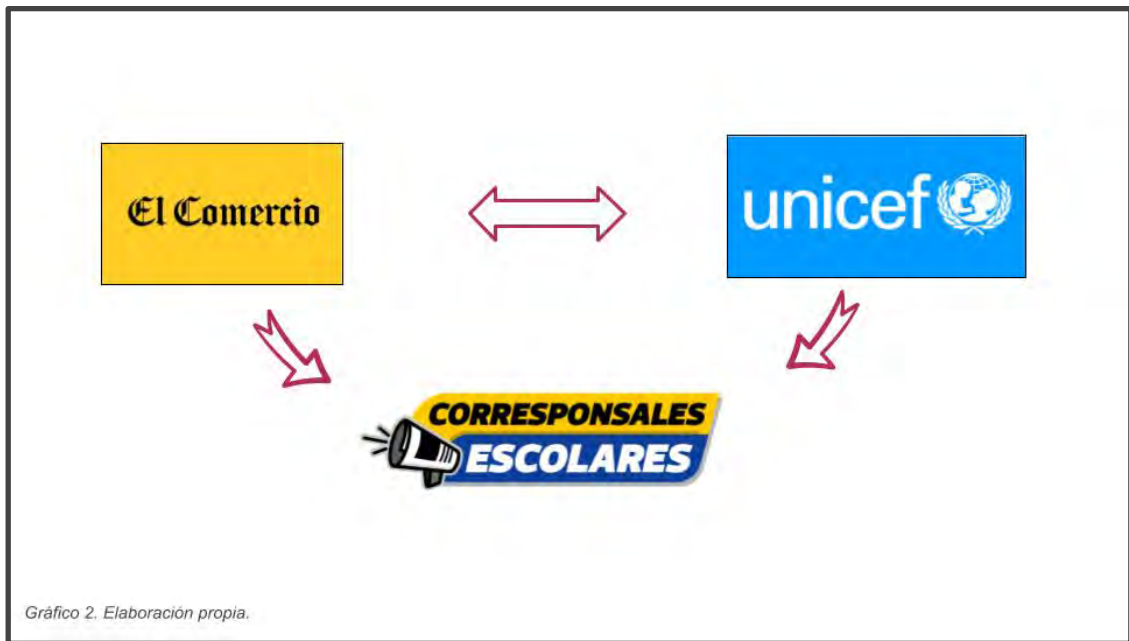 El Comercio
unicef
CORRESPONSALES
ESCOLARES
Gráfico 2. Elaboración propia.